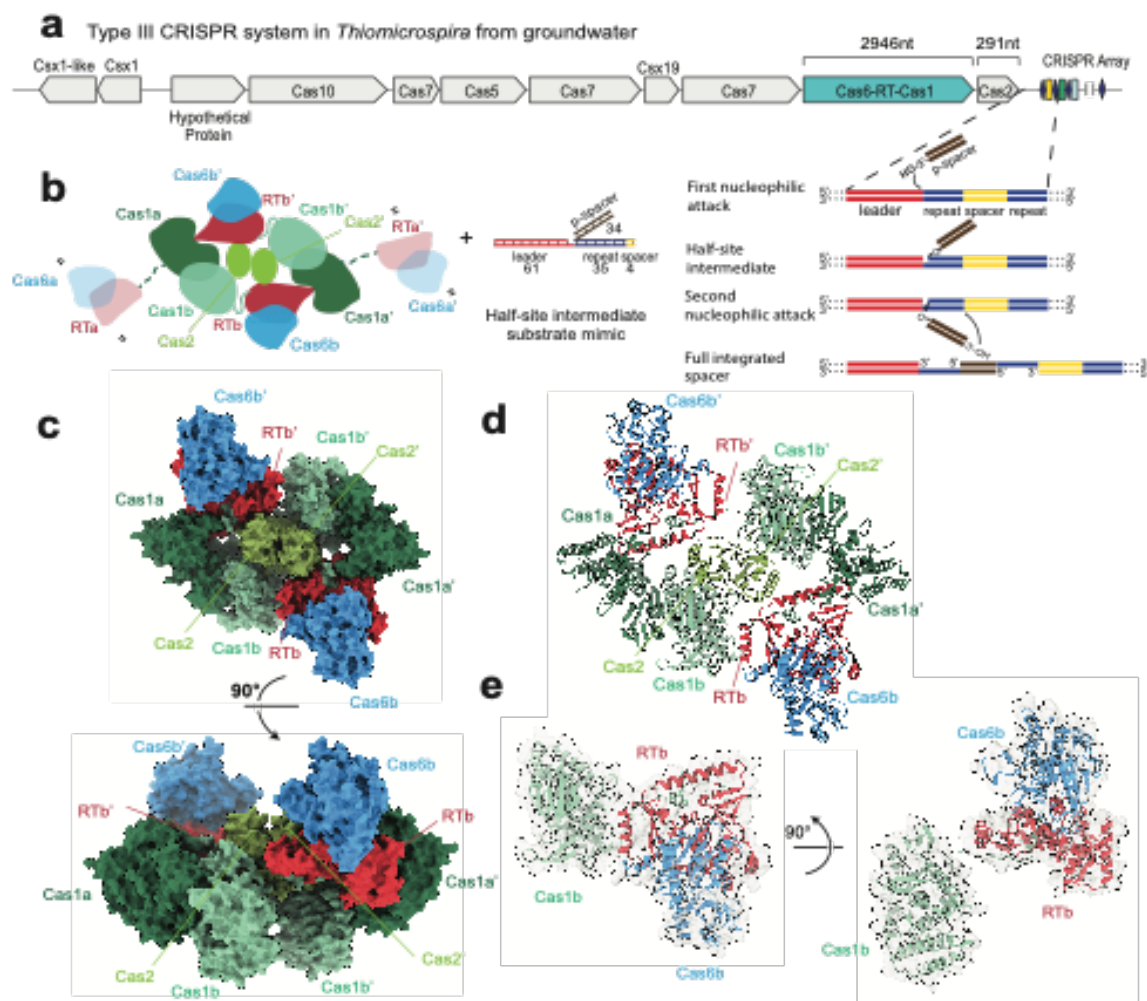 a Type III CRISPR system in Thiomicrospira from groundwater
2946nt 291nt
Csx1-like Csx1 Csx19 CRISPR Array
Cas10 Cas7 Cas5 Cas7 Cas7 Cas6-RT-Cas1 Cas2
Hypothetical
Protein
b
Cas6b'
RTb'
Cas1b'
Cas1a
Cas2'
RTa'
Cas6a
RTa
Cas1b
Cas2
RTb
Cas6b
Cas1a'
Cas6a'
+
p-spacer
34
leader repeat spacer
61 35 4
Half-site intermediate
substrate mimic
p-spacer
First nucleophilic
attack
leader repeat spacer repeat
Half-site
intermediate
Second
nucleophilic attack
Full integrated
spacer
c
Cas6b'
RTb'
Cas1b'
Cas2'
Cas1a
Cas1a'
Cas2
Cas1b
RTb
Cas6b
90°
Cas6b'
Cas6b
RTb'
RTb
Cas1a
Cas1a'
Cas2
Cas2'
Cas1b
Cas1b'
d
Cas6b'
RTb'
Cas1b'
Cas2'
Cas1a
Cas1a'
Cas2
Cas1b
RTb
Cas6b
e
RTb
Cas1b
Cas6b
90°
Cas6b
RTb
Cas1b